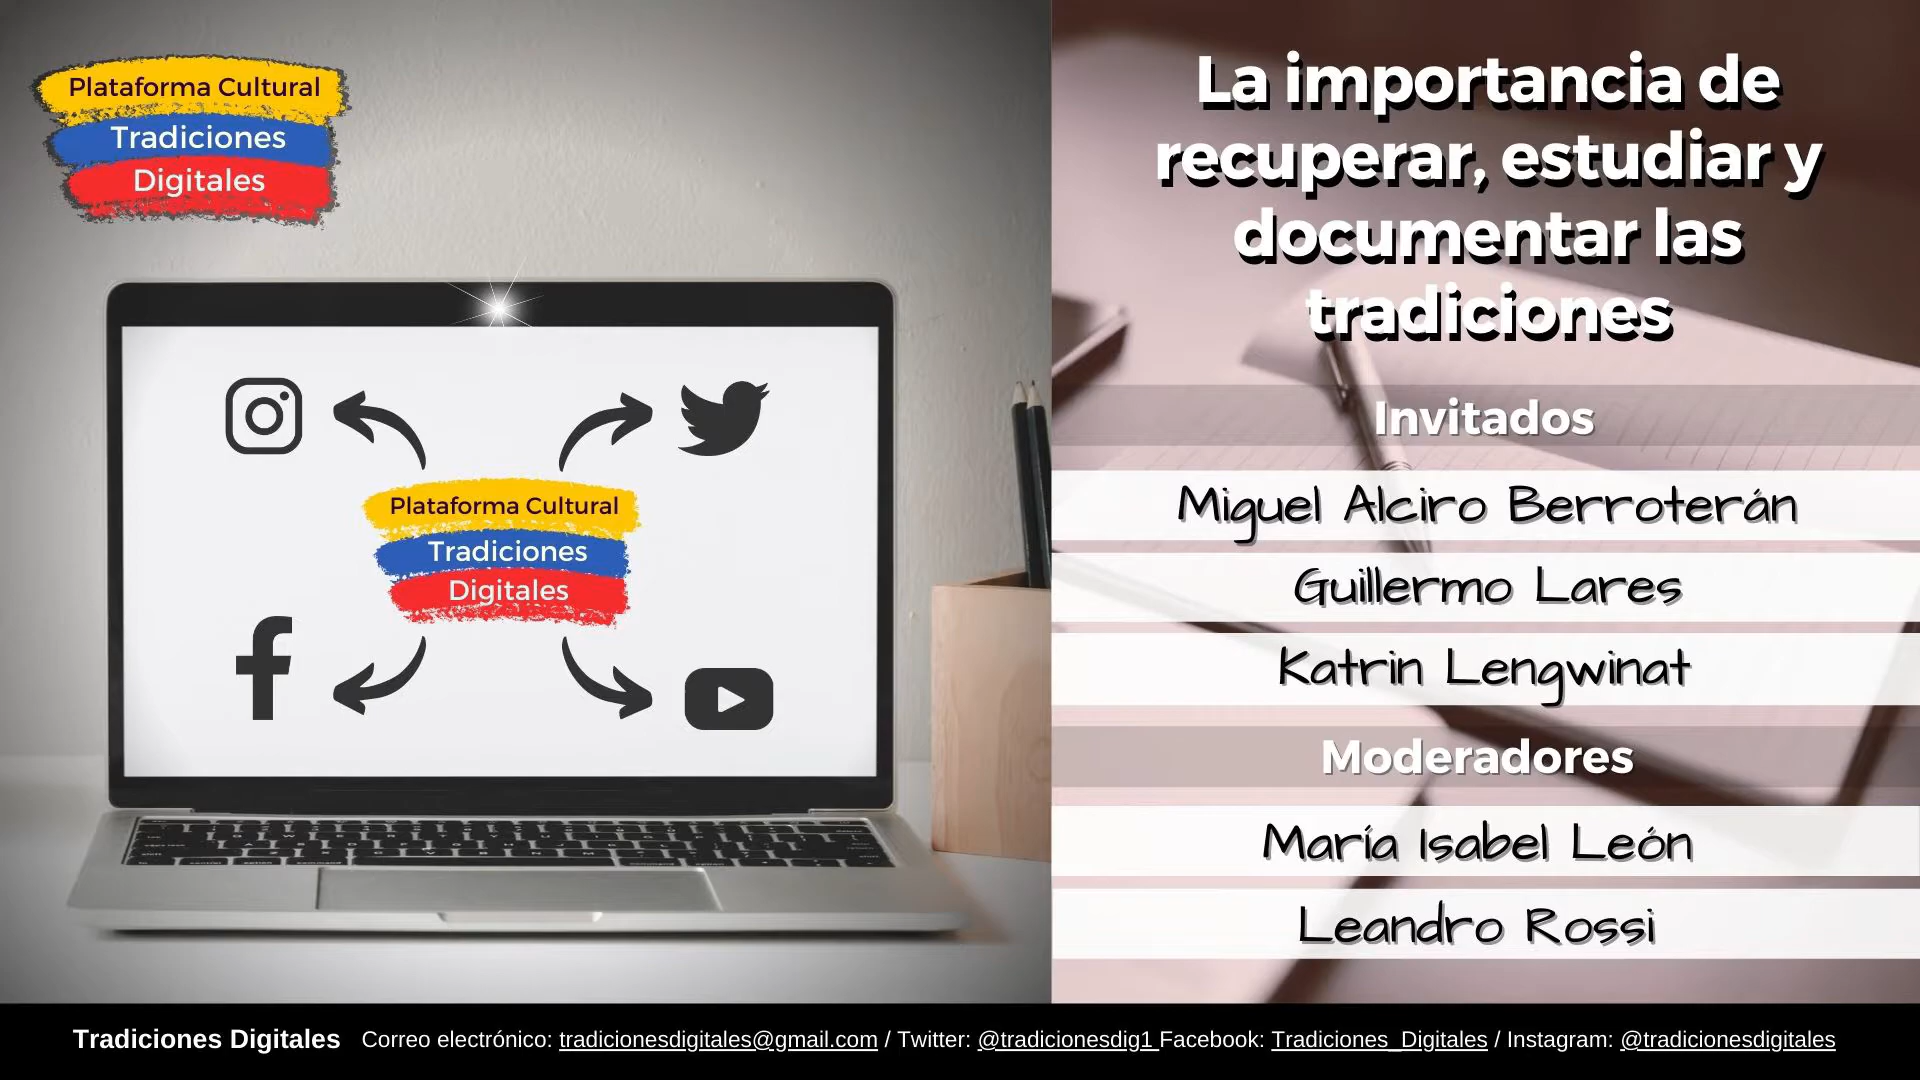 Plataforma Cultural
Tradiciones
Digitales
Plataforma Cultural
Tradiciones
Digitales
La importancia de
recuperar, estudiar y
documentar las
tradiciones
Invitados
Miguel Alciro Berroterán
Guillermo Lares
Katrin Lengwinat
Moderadores
María Isabel León
Leandro Rossi
Tradiciones Digitales Correo electrónico: tradicionesdigitales@gmail.com / Twitter: @tradicionesdig1 Facebook: Tradiciones_Digitales / Instagram: @tradicionesdigitales